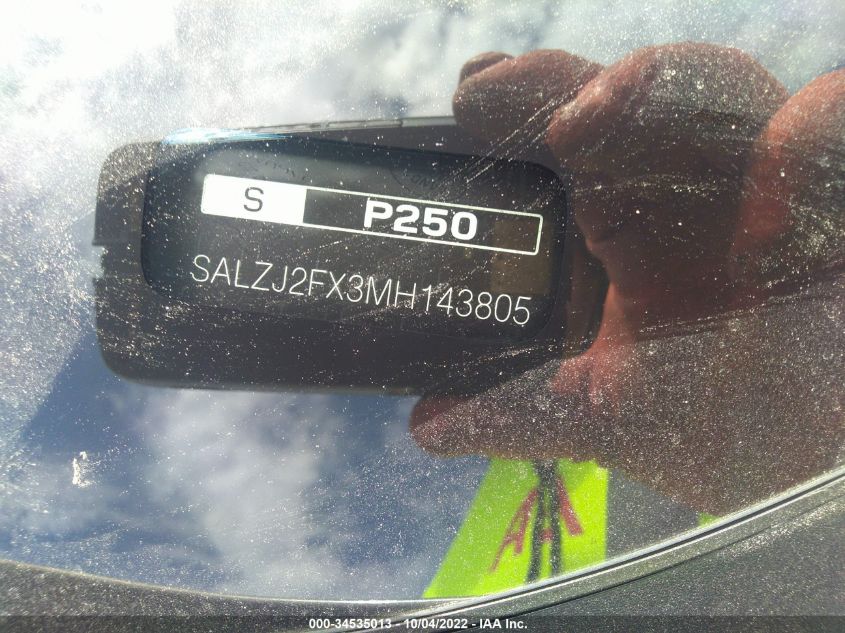 S P250
SALZJ2FX3MH143805
000-34535013 - 10/04/2022 - IAA Inc.